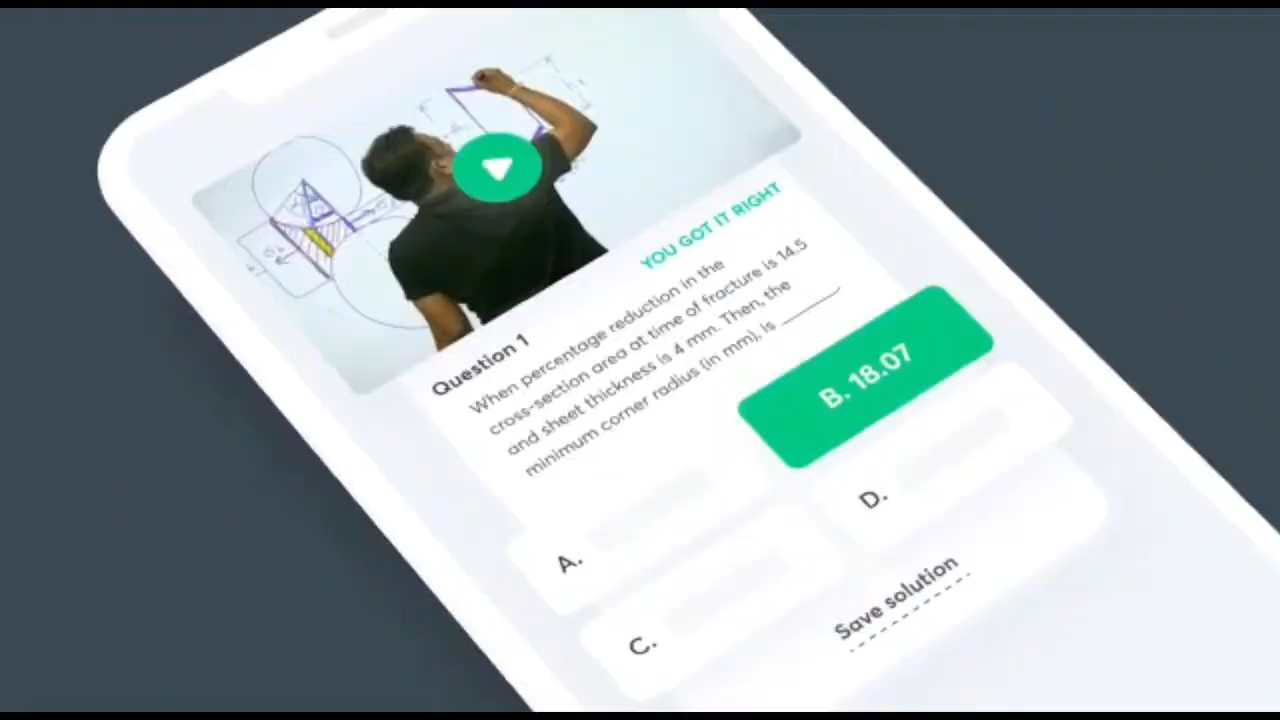 YOU GOT IT RIGHT
Question 1
When percentage reduction in the
cross-section area at time of fracture is 14.5
and sheet thickness is 4 mm. Then, the
minimum corner radius (in mm), is ________
A.
B. 18.07
C.
D.
Save solution